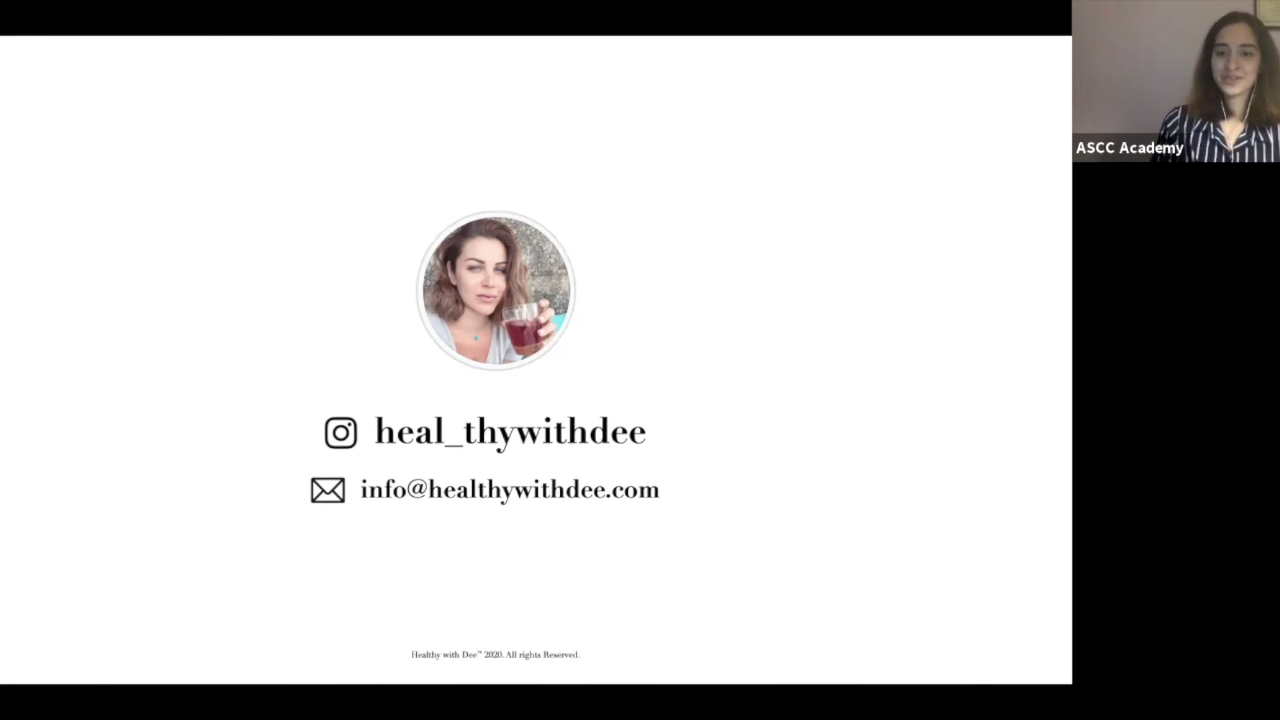 ASCC Academy
heal_thywithdee
info@healthywithdee.com
Healthy with Dee™ 2020. All rights Reserved.